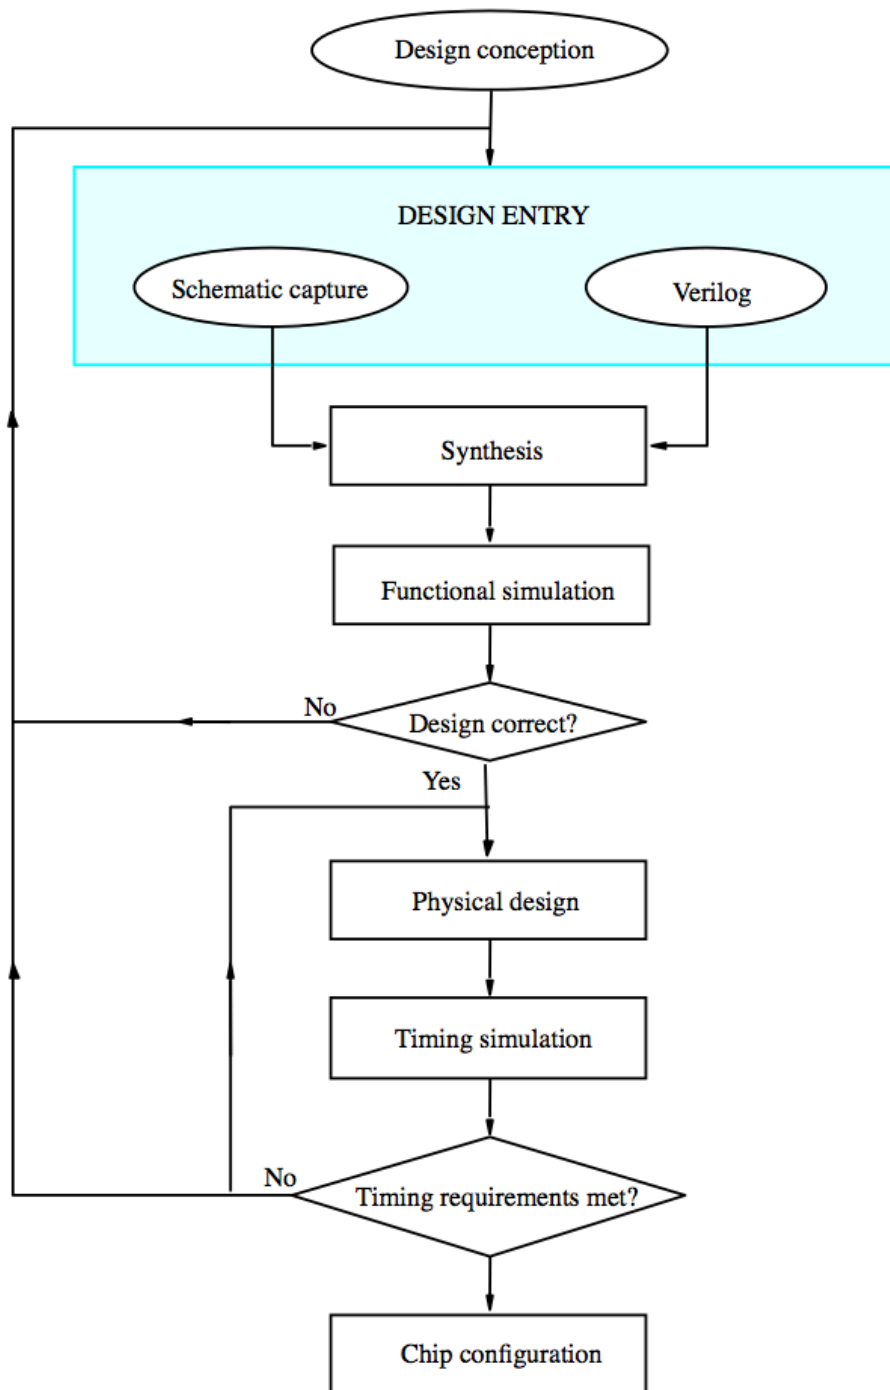 Design conception
DESIGN ENTRY
Schematic capture
Verilog
Synthesis
Functional simulation
No
Design correct?
Yes
Physical design
Timing simulation
No
Timing requirements met?
Chip configuration